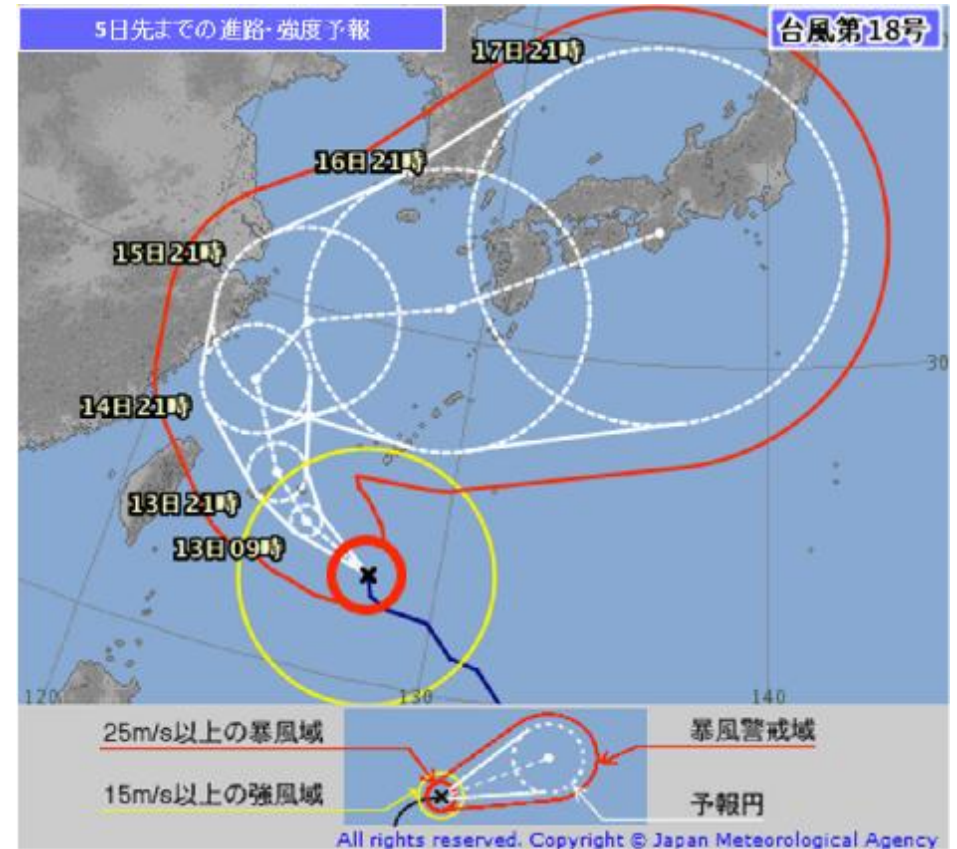 5日先までの進路・強度予報
台風第18号
17日21時
16日21時
15日21時
30
14日21時
13日21時
13日09時
120
130
140
25m/s以上の暴風域
暴風警戒域
15m/s以上の強風域
予報円
All rights reserved. Copyright © Japan Meteorological Agency